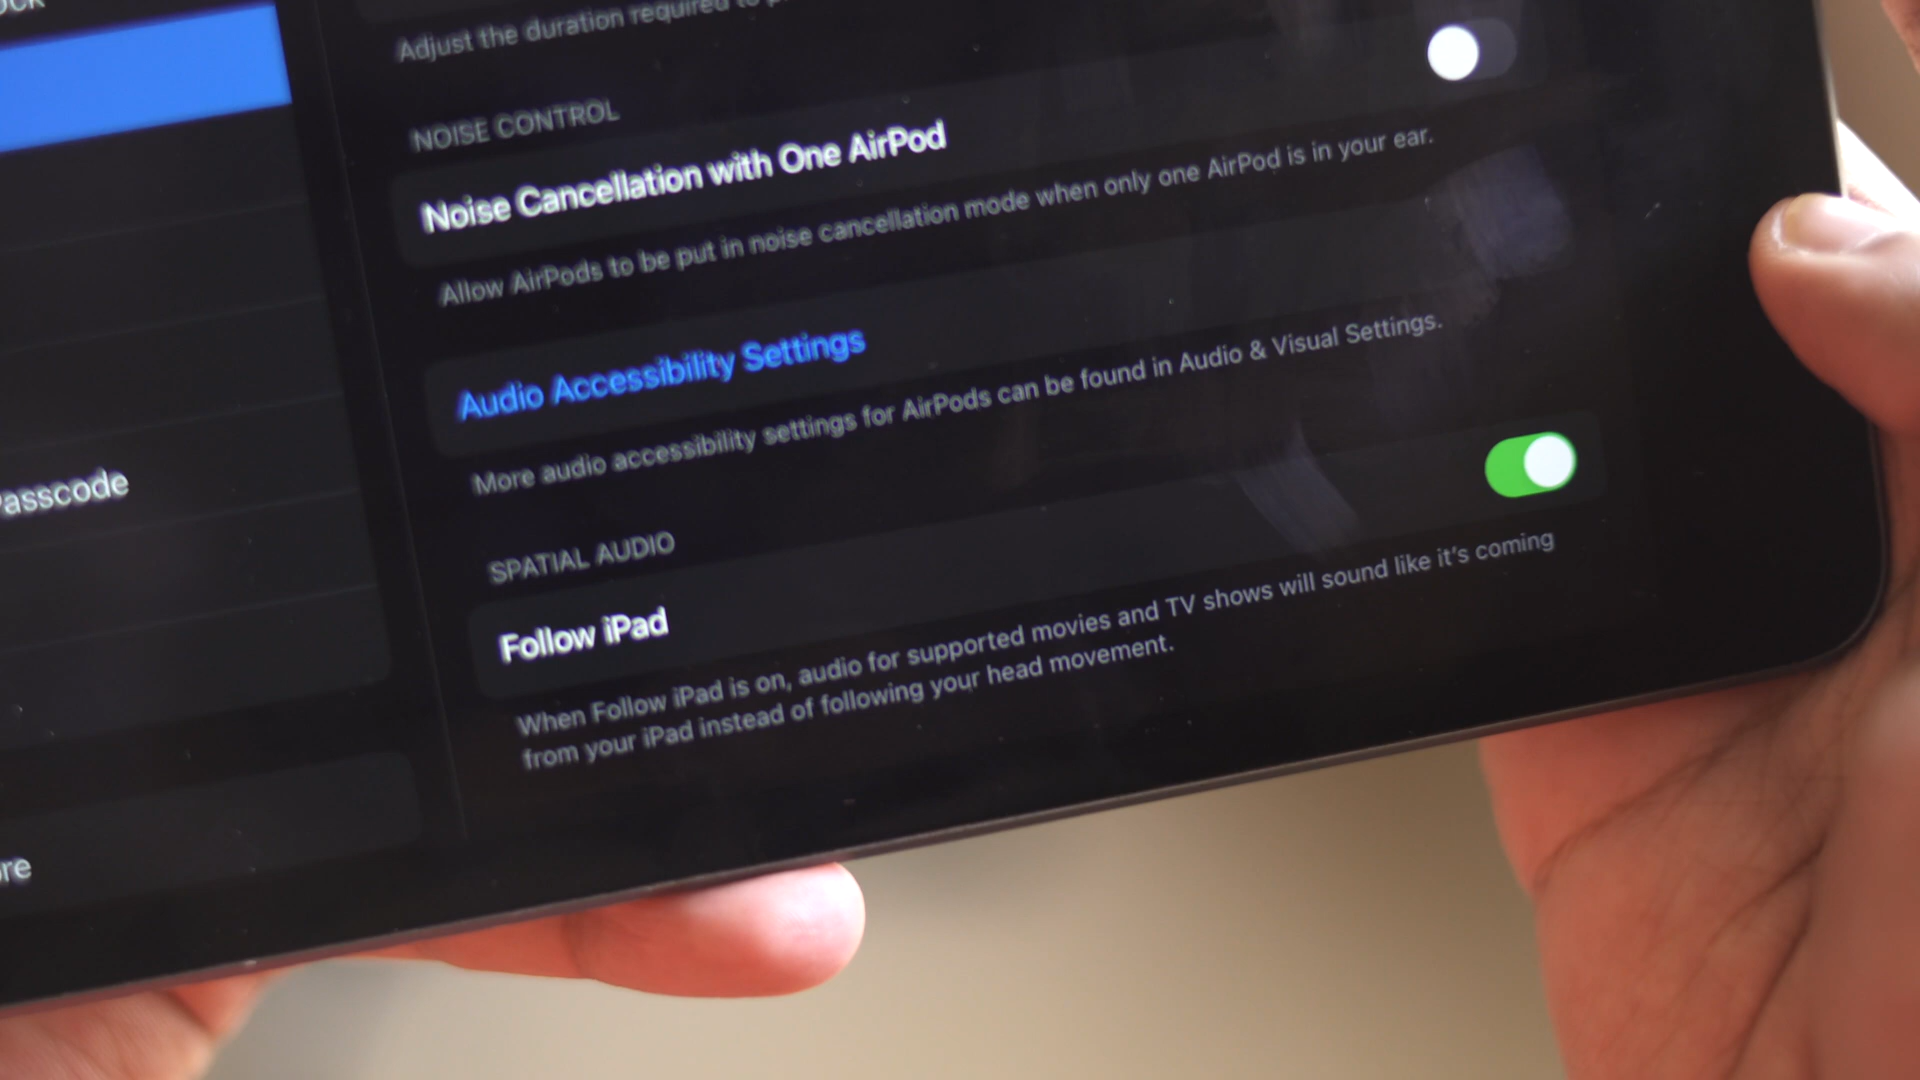 Adjust the duration required to
NOISE CONTROL
Noise Cancellation with One AirPod
Allow AirPods to be put in noise cancellation mode when only one AirPod is in your ear.
Audio Accessibility Settings
More audio accessibility settings for AirPods can be found in Audio & Visual Settings.
SPATIAL AUDIO
Follow iPad
When Follow iPad is on, audio for supported movies and TV shows will sound like it's coming
from your iPad instead of following your head movement.
Passcode